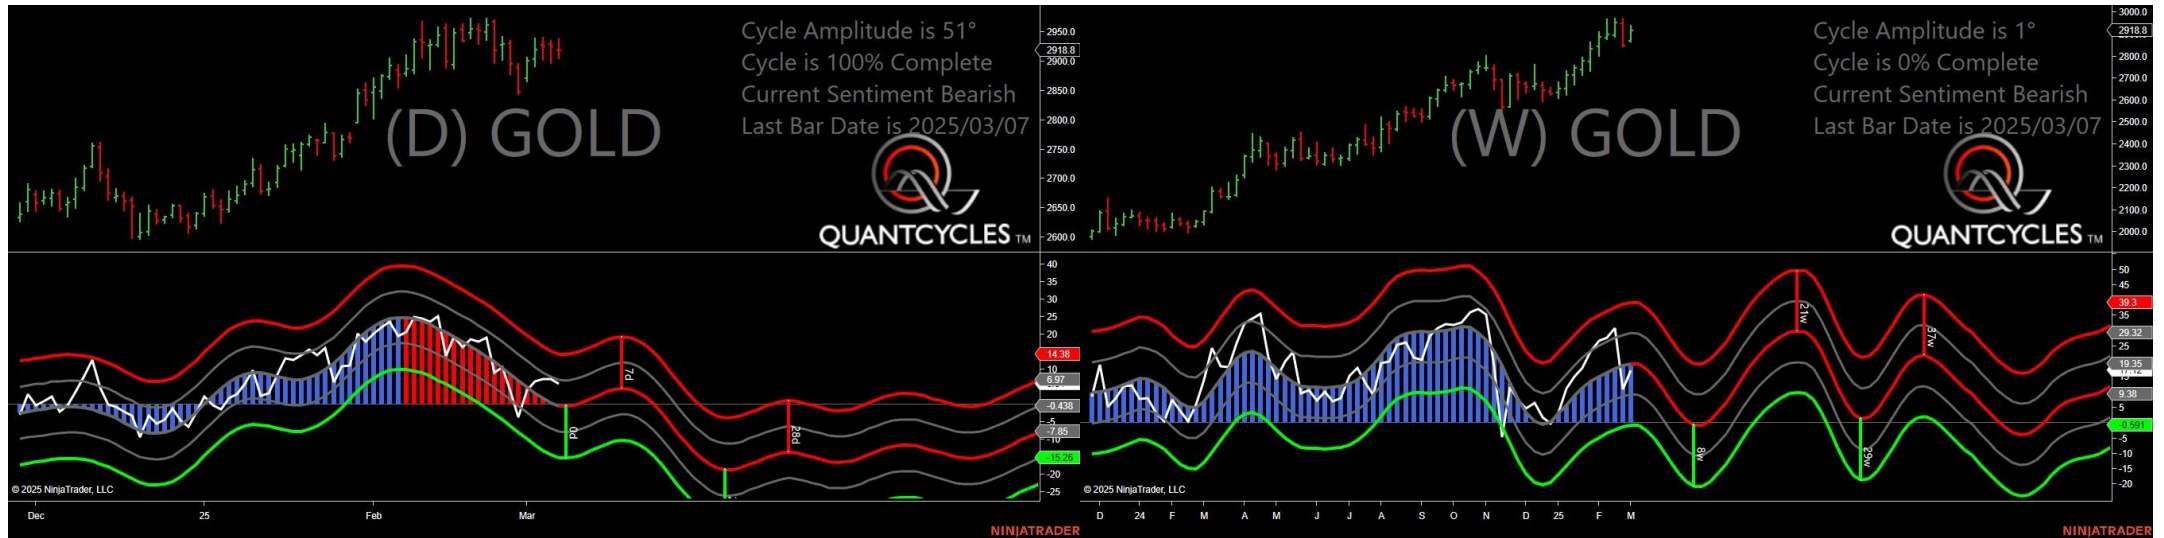 Cycle Amplitude is 51°
Cycle is 100% Complete
Current Sentiment Bearish
Last Bar Date is 2025/03/07
(D) GOLD
QUANTCYCLES TM
2950.0
2918.8
2900.0
2850.0
2800.0
2750.0
2700.0
2650.0
2600.0
40
35
30
25
20
14.38
10
6.97
-0.438
-5
-7.85
-10
-15.26
-20
-25
7d
0d
28d
© 2025 NinjaTrader, LLC
Dec 25 Feb Mar
NINJATRADER
Cycle Amplitude is 1°
Cycle is 0% Complete
Current Sentiment Bearish
Last Bar Date is 2025/03/07
(W) GOLD
QUANTCYCLES TM
3000.0
2918.8
2800.0
2700.0
2600.0
2500.0
2400.0
2300.0
2200.0
2100.0
2000.0
50
45
39.3
35
29.32
25
19.35
15
9.38
5
-0.591
-5
-10
-15
-20
21w
37w
8w
29w
© 2025 NinjaTrader, LLC
D 24 F M A M J J A S O N D 25 F M
NINJATRADER